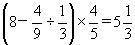 (8 − 4/9 ÷ 1/3) × 4/5 = 5 1/3